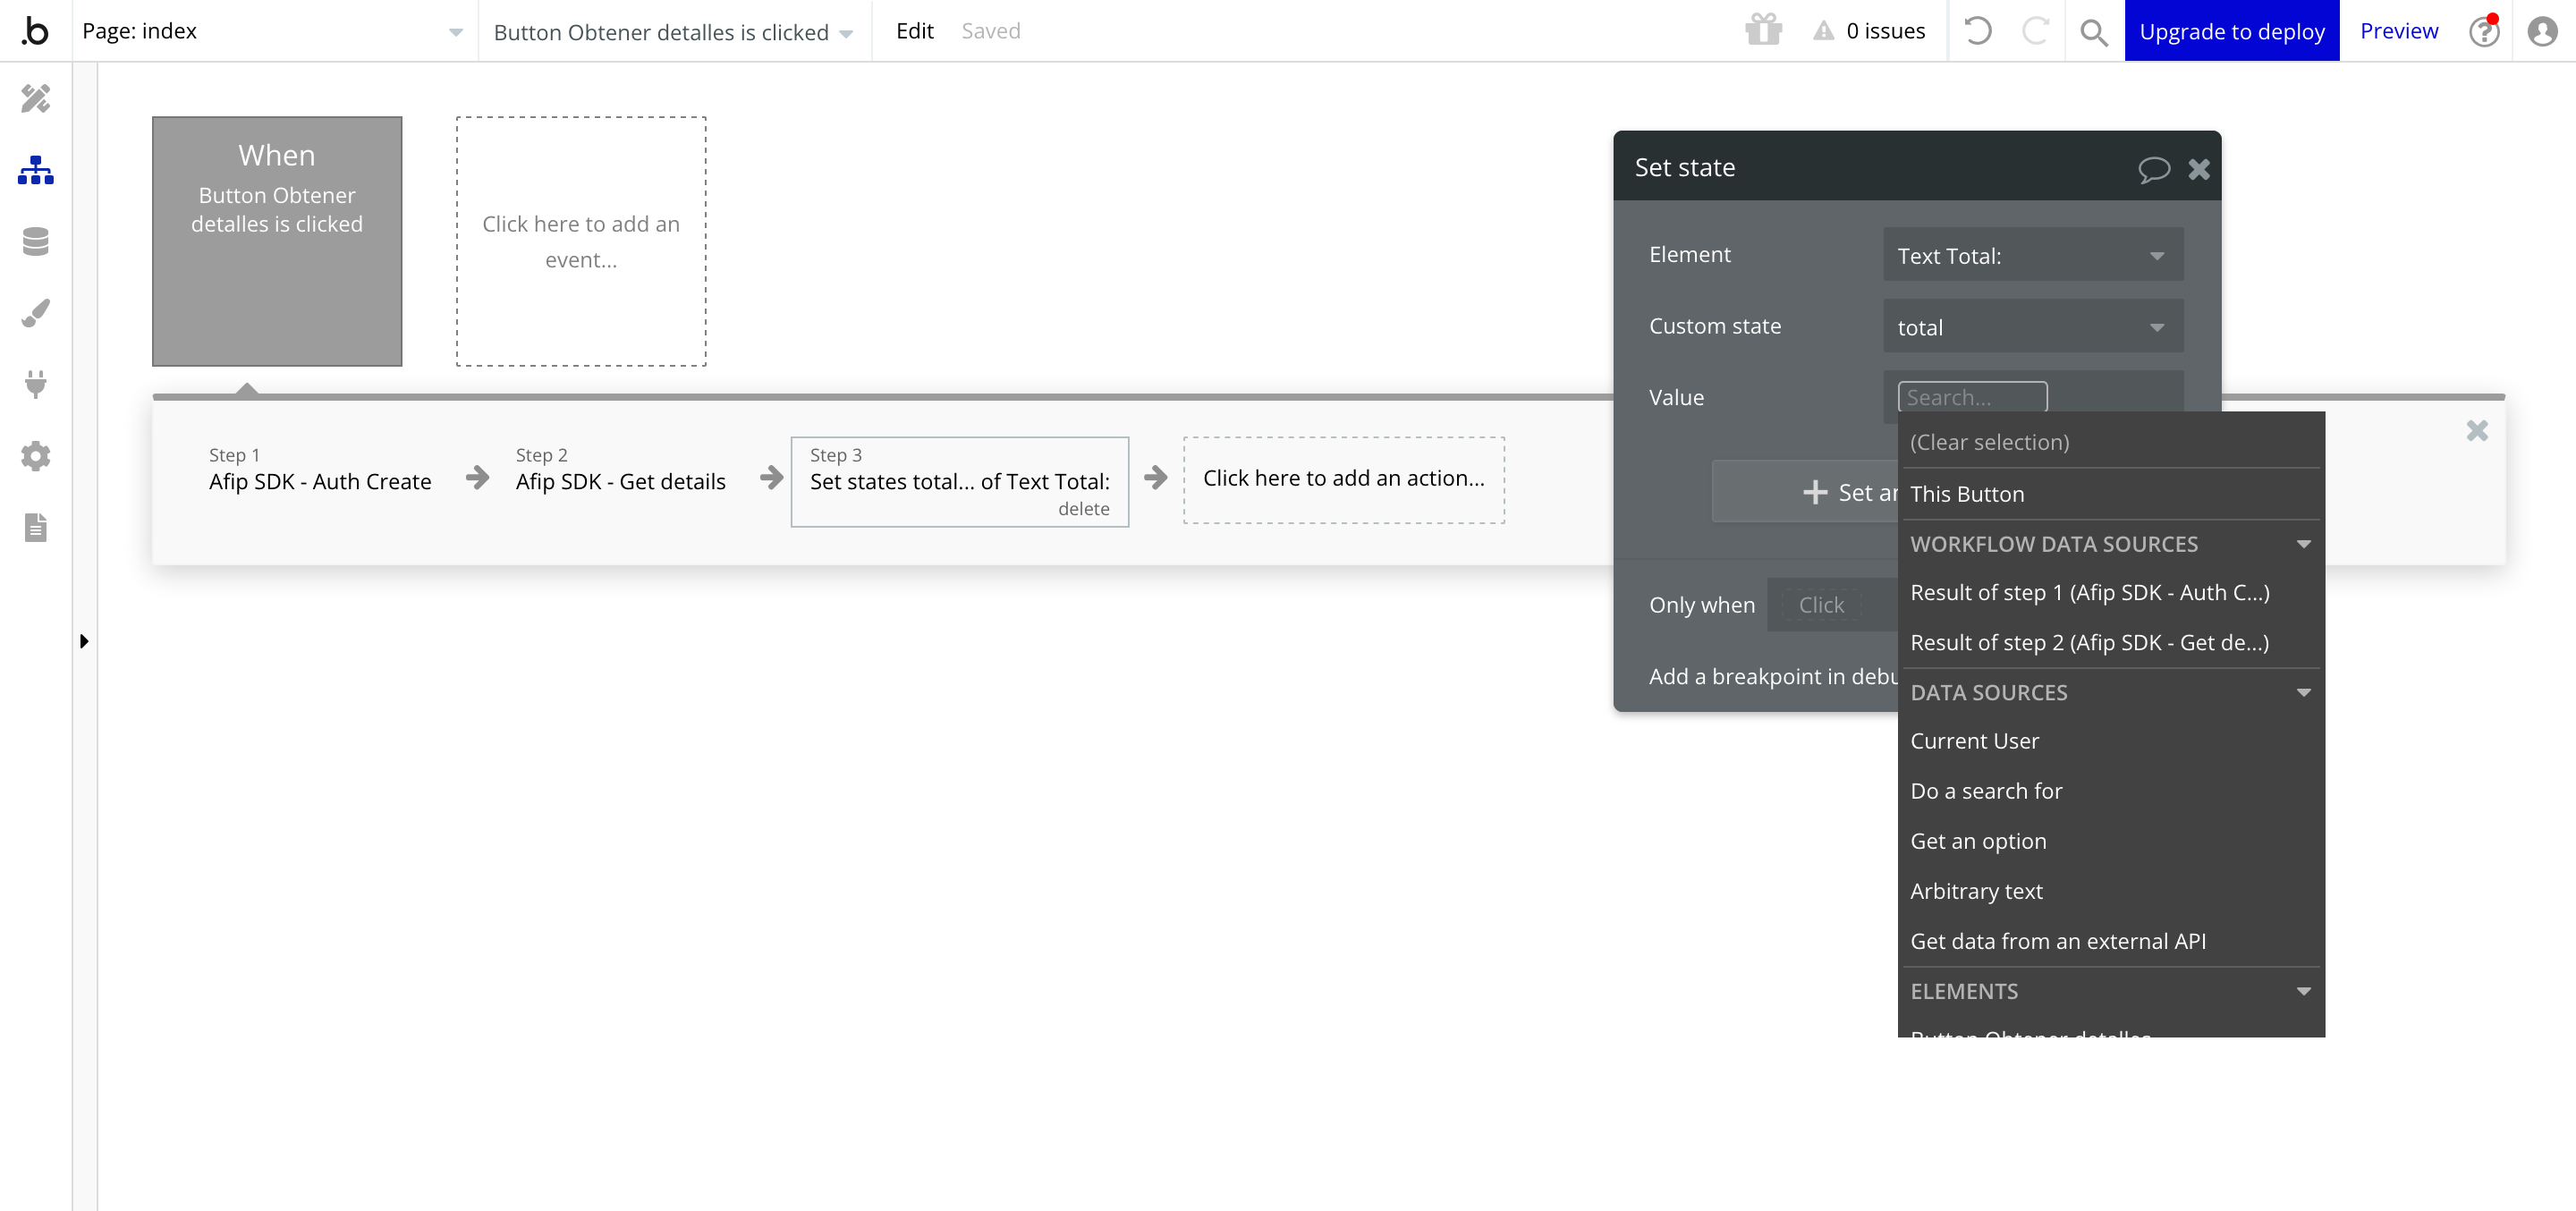 .b
Page: index
Button Obtener detalles is clicked
Edit
Saved
0 issues
Upgrade to deploy
Preview
When
Button Obtener
detalles is clicked
Click here to add an
event...
Step 1
Afip SDK - Auth Create
Step 2
Afip SDK - Get details
Step 3
Set states total... of Text Total:
delete
Click here to add an action...
Set state
Element
Text Total:
Custom state
total
Value
Search...
Set an
Only when
Click
Add a breakpoint in debu
(Clear selection)
This Button
WORKFLOW DATA SOURCES
Result of step 1 (Afip SDK - Auth C...)
Result of step 2 (Afip SDK - Get de...)
DATA SOURCES
Current User
Do a search for
Get an option
Arbitrary text
Get data from an external API
ELEMENTS
Button Obtener detalles